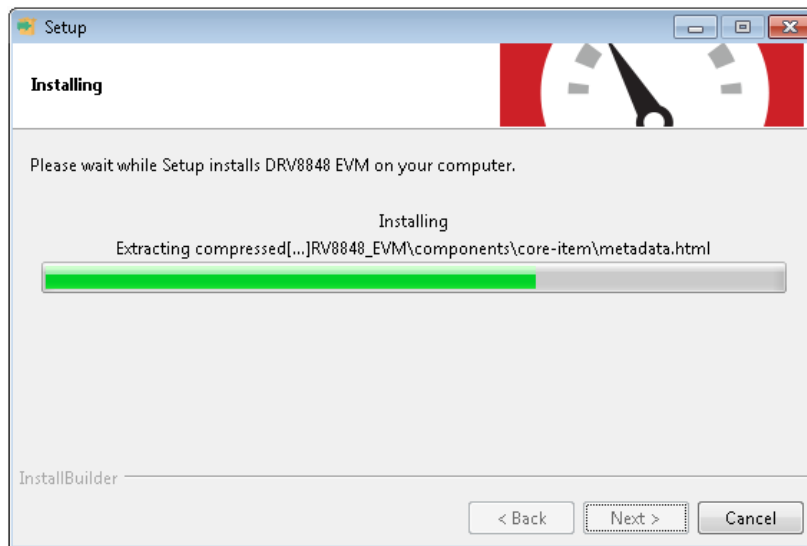 Setup
Installing
Please wait while Setup installs DRV8848 EVM on your computer.
Installing
Extracting compressed[...]RV8848_EVM\components\core-item\metadata.html
InstallBuilder
< Back Next > Cancel